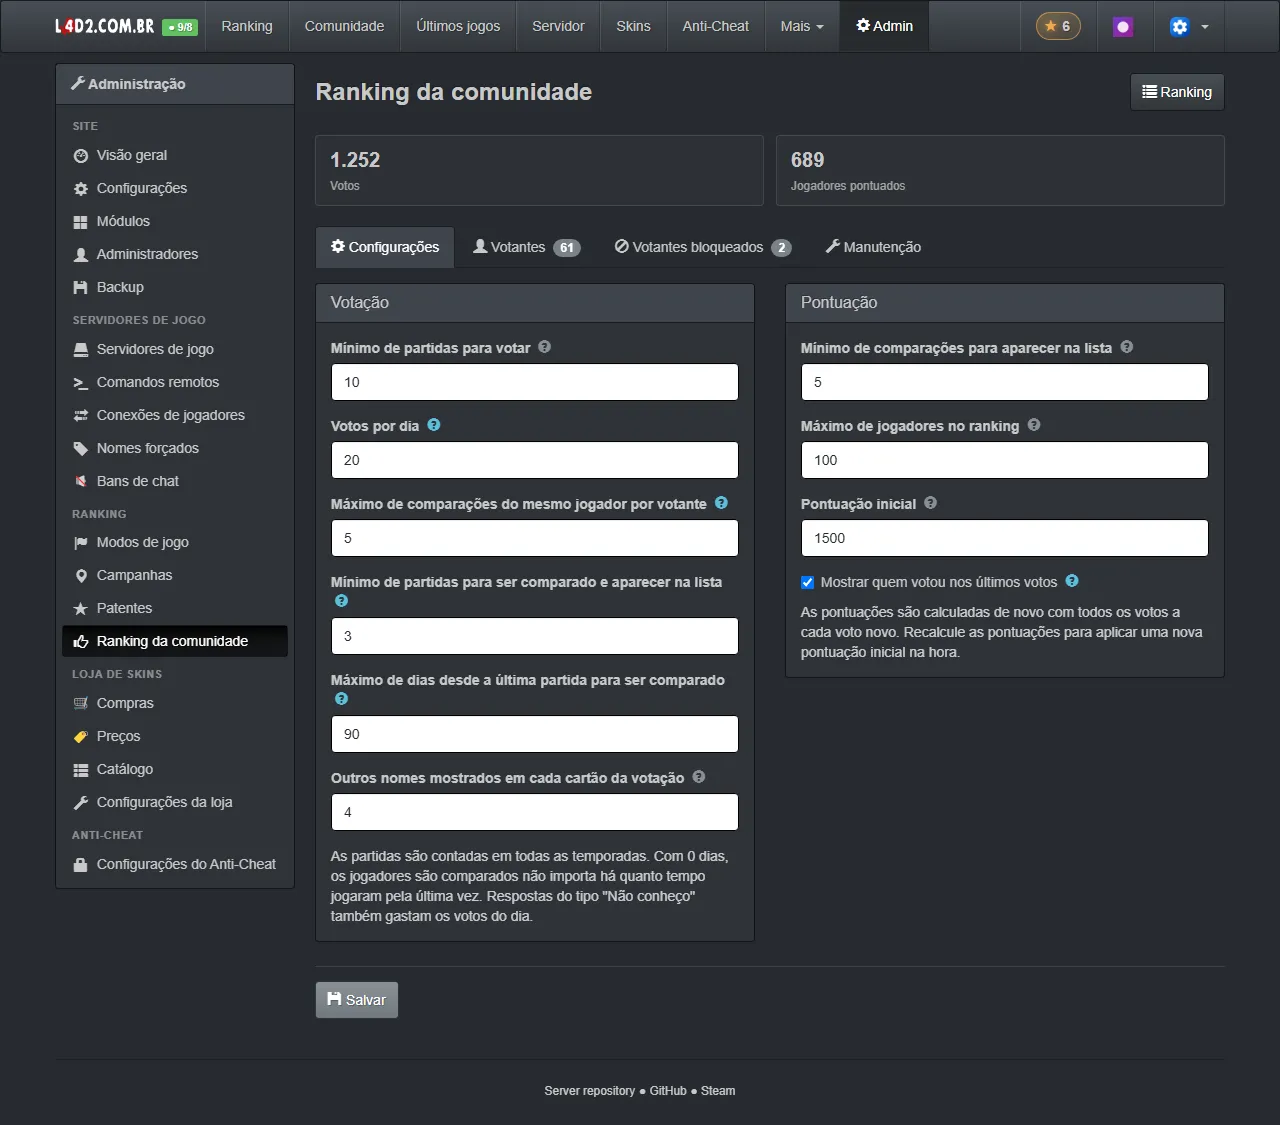 L4D2.COM.BR ● 9/8 Ranking Comunidade Últimos jogos Servidor Skins Anti-Cheat Mais Admin 6
Administração
SITE
Visão geral
Configurações
Módulos
Administradores
Backup
SERVIDORES DE JOGO
Servidores de jogo
Comandos remotos
Conexões de jogadores
Nomes forçados
Bans de chat
RANKING
Modos de jogo
Campanhas
Patentes
Ranking da comunidade
LOJA DE SKINS
Compras
Preços
Catálogo
Configurações da loja
ANTI-CHEAT
Configurações do Anti-Cheat
Ranking da comunidade
Ranking
1.252
Votos
689
Jogadores pontuados
Configurações Votantes 61 Votantes bloqueados 2 Manutenção
Votação
Mínimo de partidas para votar ?
10
Votos por dia ?
20
Máximo de comparações do mesmo jogador por votante ?
5
Mínimo de partidas para ser comparado e aparecer na lista
?
3
Máximo de dias desde a última partida para ser comparado
?
90
Outros nomes mostrados em cada cartão da votação ?
4
As partidas são contadas em todas as temporadas. Com 0 dias,
os jogadores são comparados não importa há quanto tempo
jogaram pela última vez. Respostas do tipo "Não conheço"
também gastam os votos do dia.
Pontuação
Mínimo de comparações para aparecer na lista ?
5
Máximo de jogadores no ranking ?
100
Pontuação inicial ?
1500
Mostrar quem votou nos últimos votos ?
As pontuações são calculadas de novo com todos os votos a
cada voto novo. Recalcule as pontuações para aplicar uma nova
pontuação inicial na hora.
Salvar
Server repository ● GitHub ● Steam